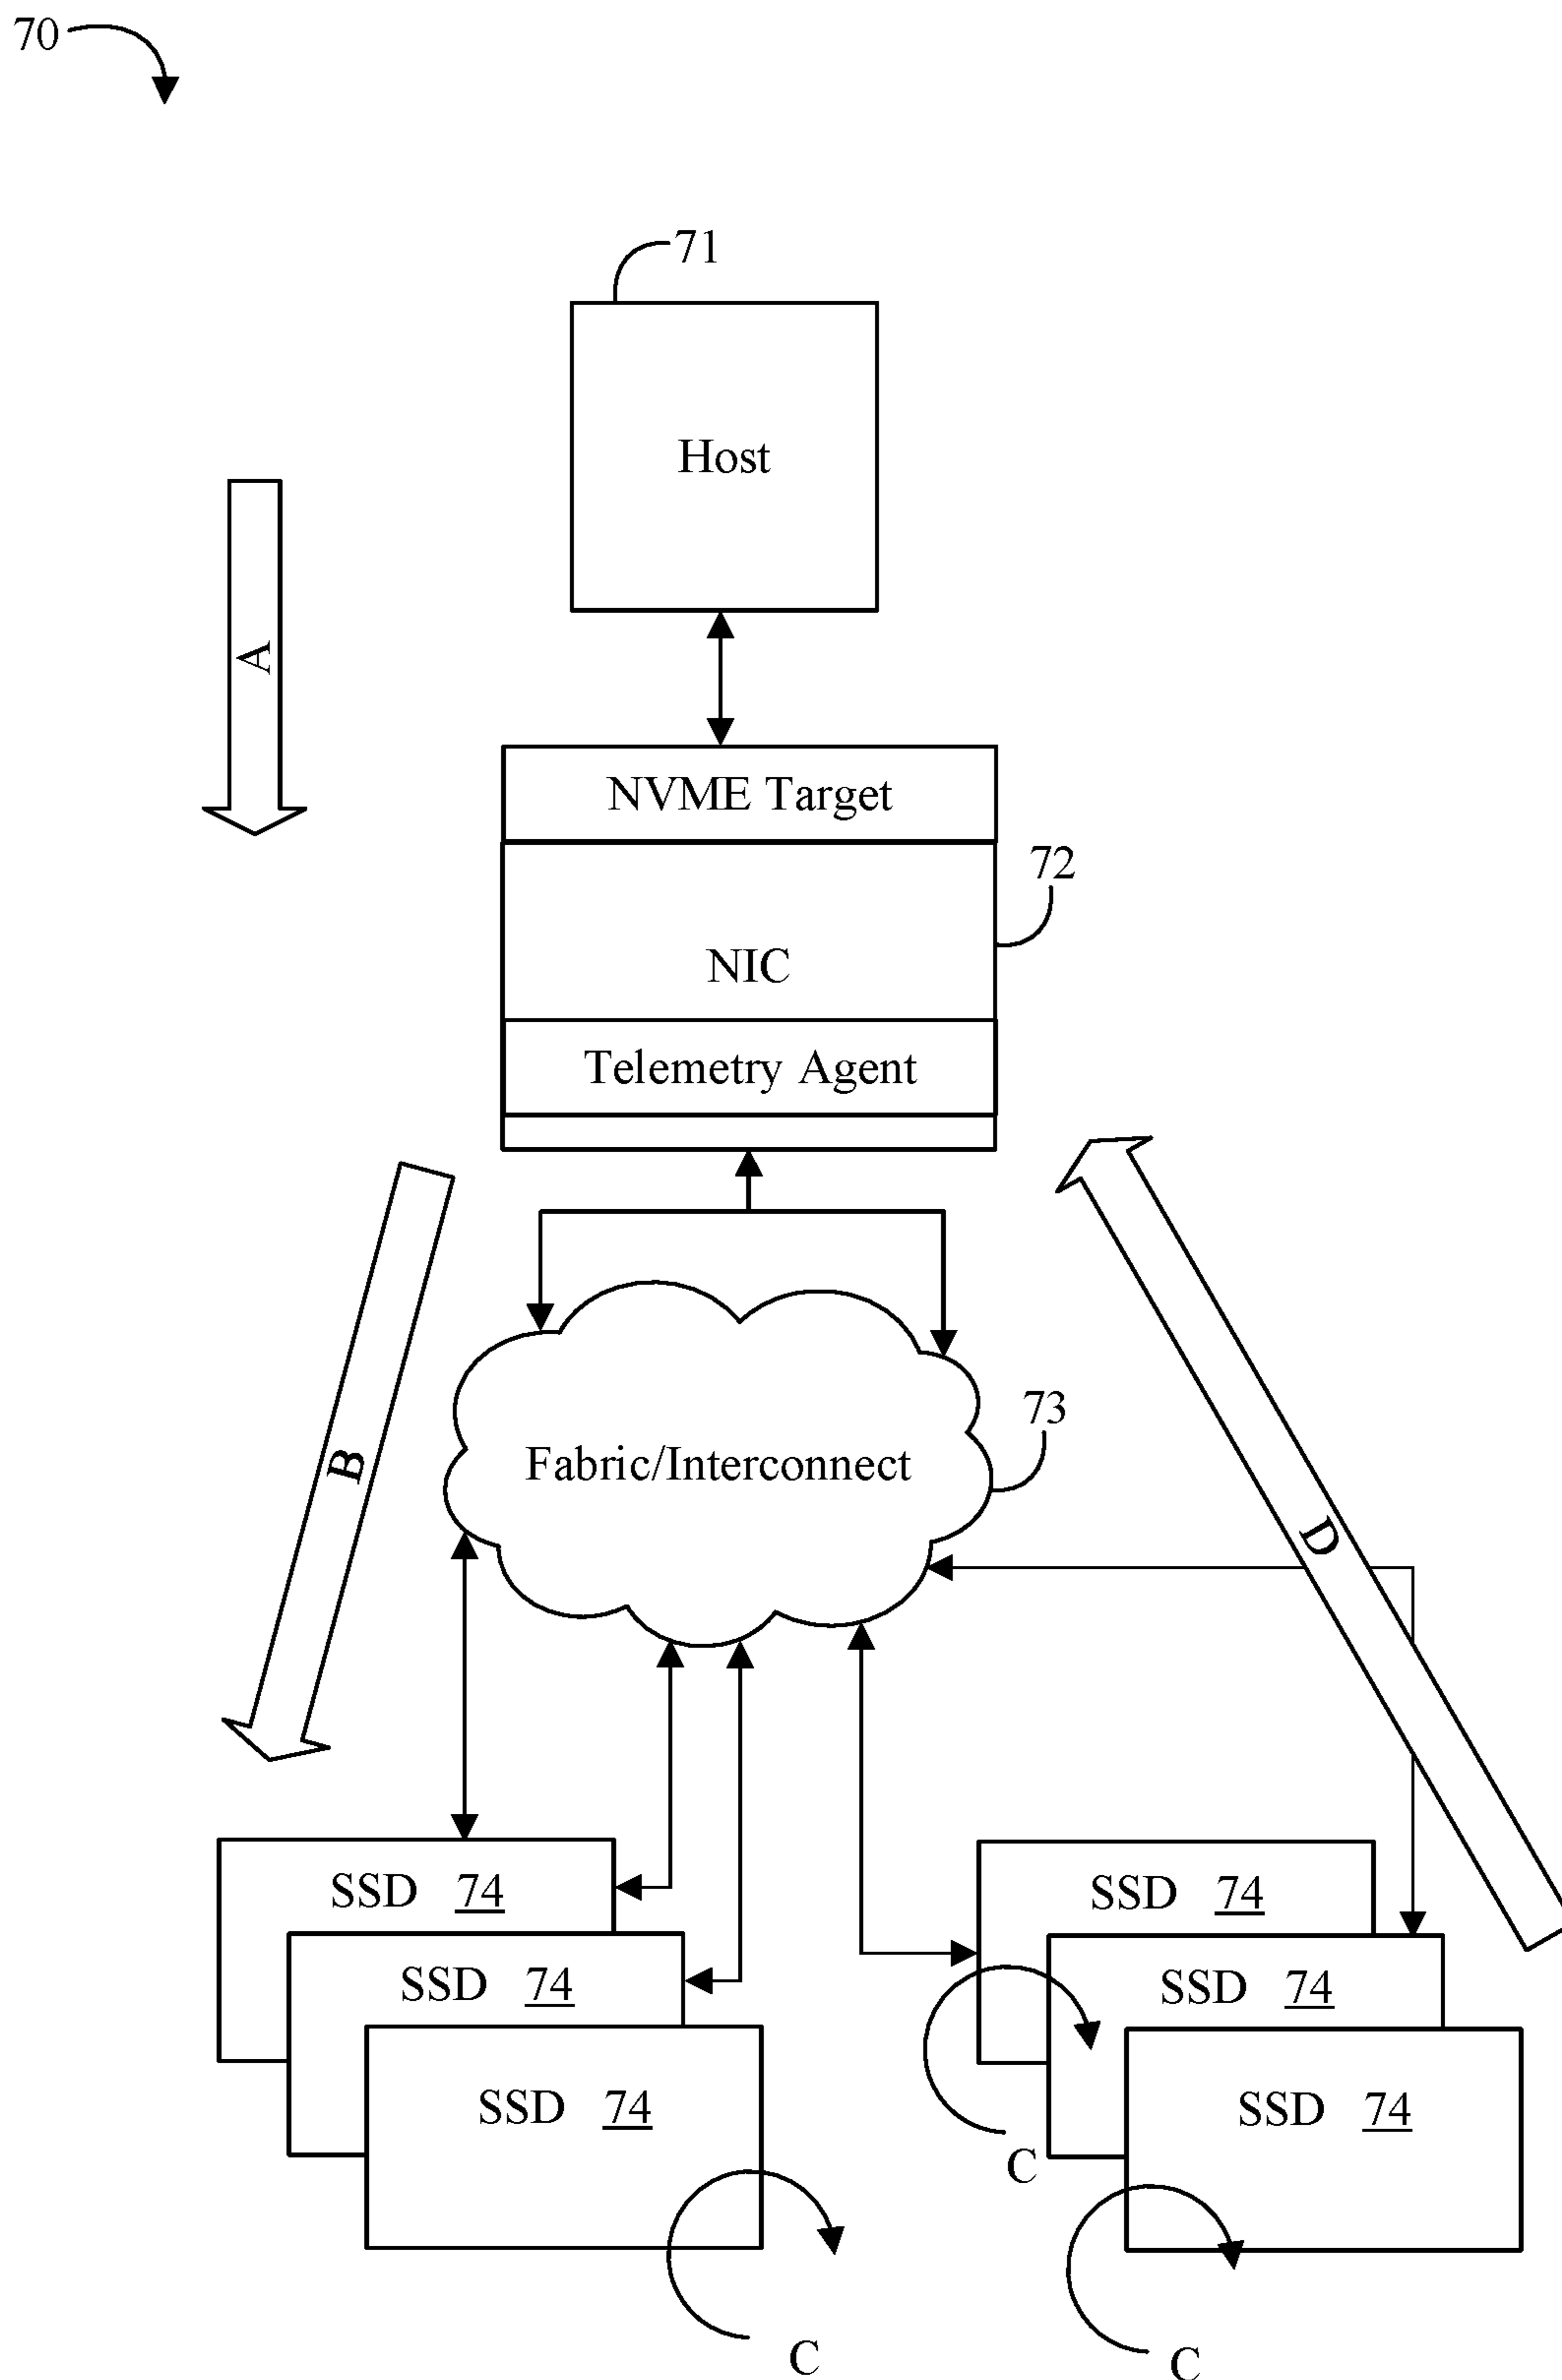 70
71
Host
A
NVME Target
72
NIC
Telemetry Agent
B
73
Fabric/Interconnect
D
SSD 74
SSD 74
SSD 74
SSD 74
SSD 74
SSD 74
C
C
C